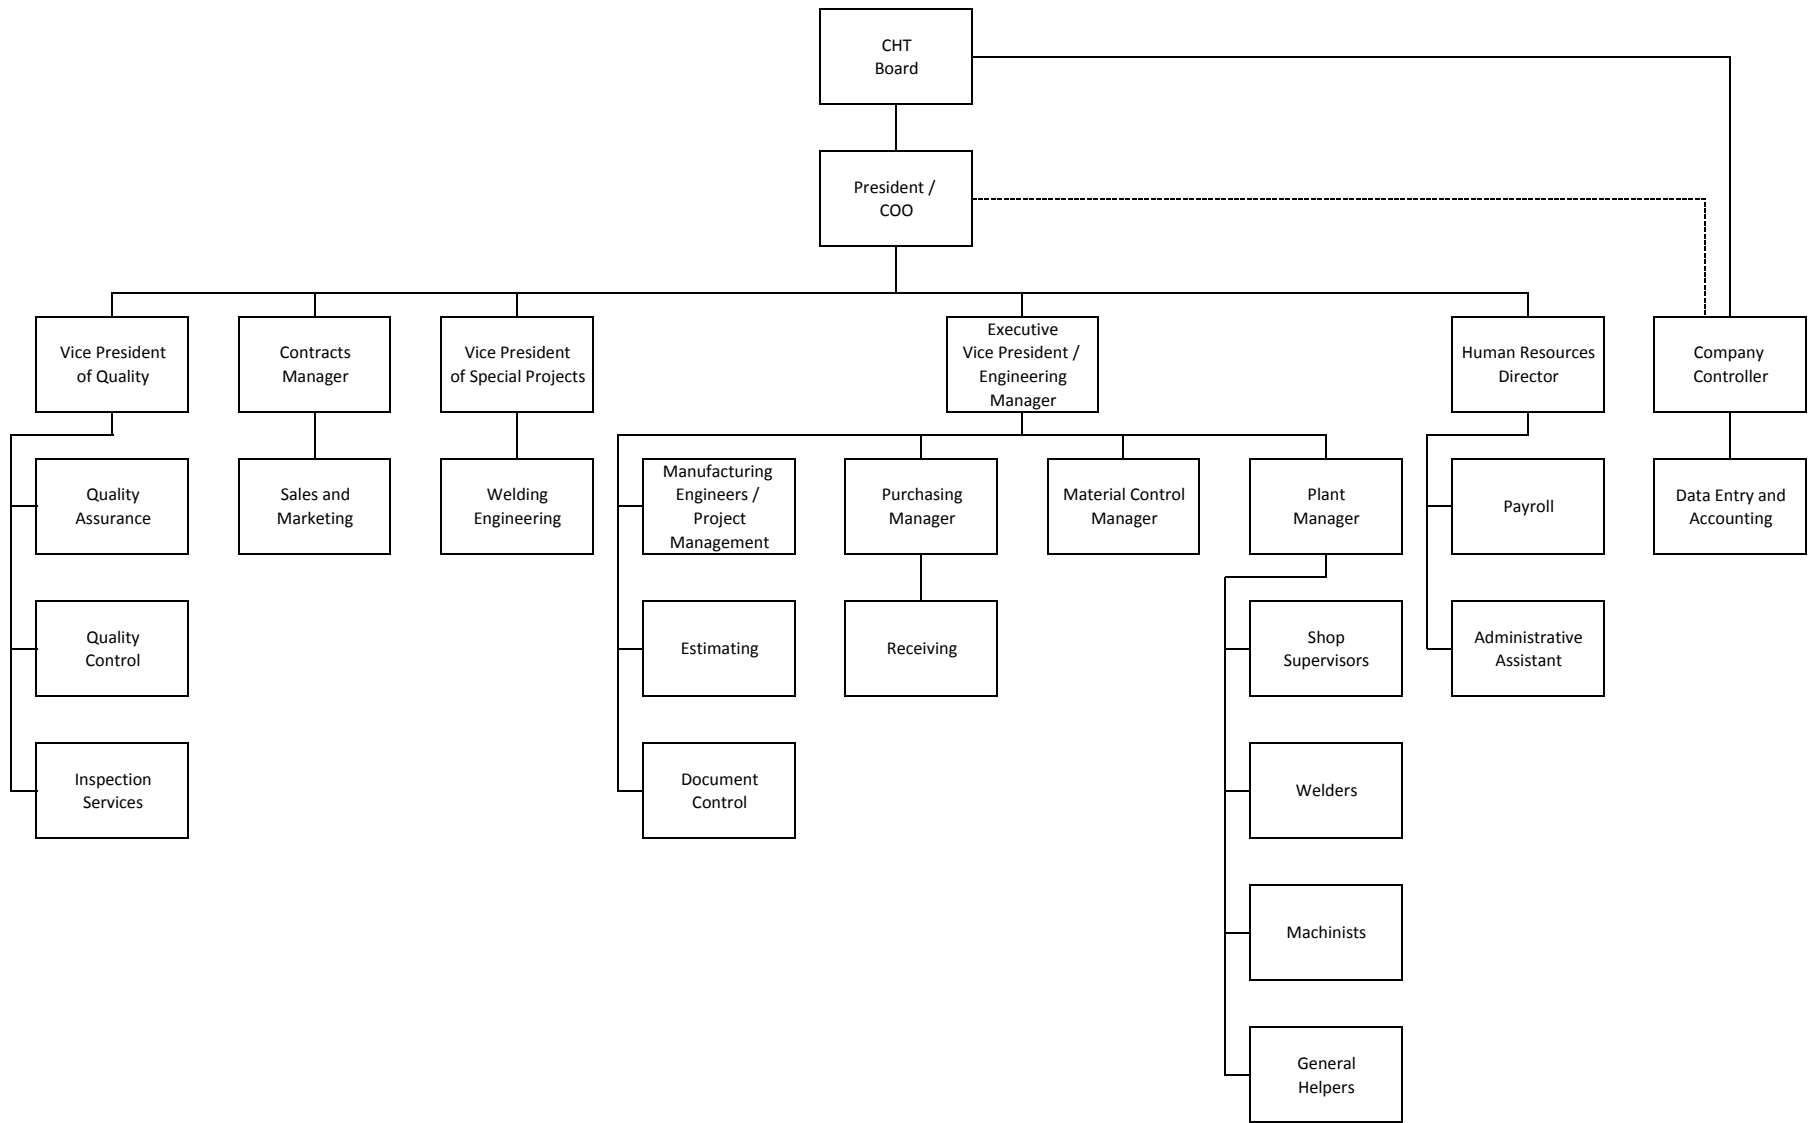 CHT
Board
President /
COO
Vice President
of Quality
Contracts
Manager
Vice President
of Special Projects
Executive
Vice President /
Engineering
Manager
Human Resources
Director
Company
Controller
Quality
Assurance
Sales and
Marketing
Welding
Engineering
Manufacturing
Engineers /
Project
Management
Purchasing
Manager
Material Control
Manager
Plant
Manager
Payroll
Data Entry and
Accounting
Quality
Control
Estimating
Receiving
Shop
Supervisors
Administrative
Assistant
Inspection
Services
Document
Control
Welders
Machinists
General
Helpers